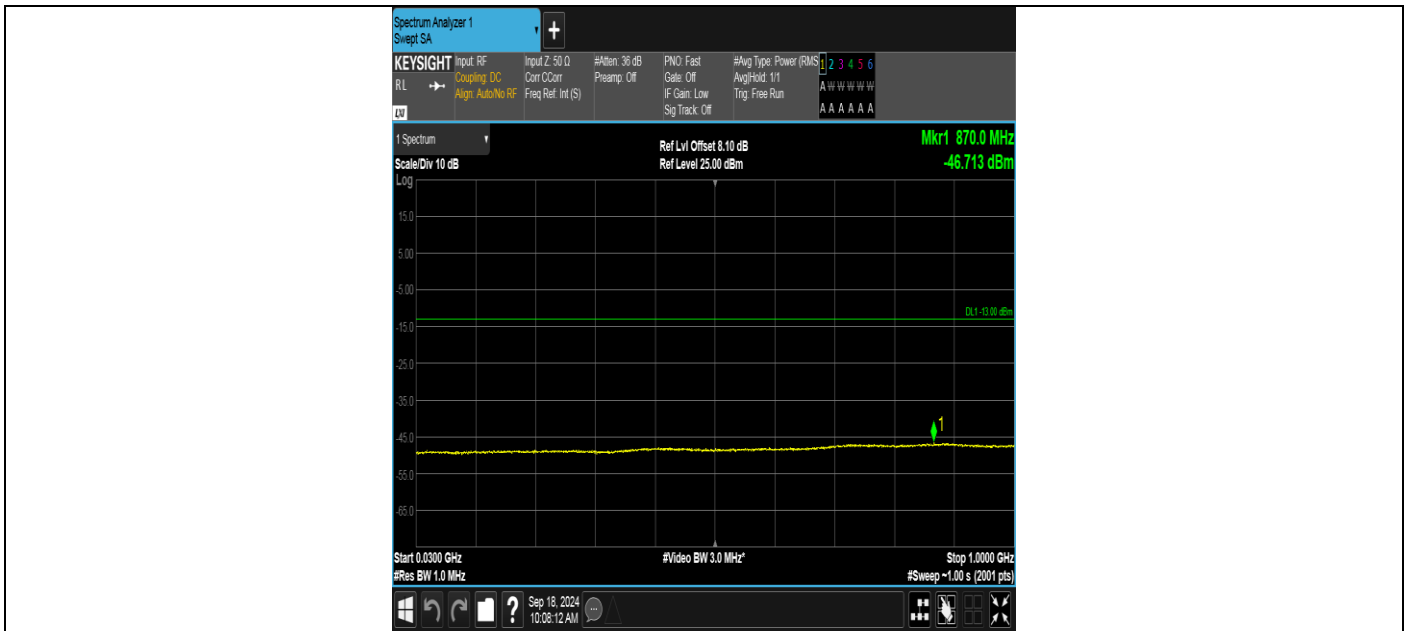 Spectrum Analyzer 1
Swept SA
+
KEYSIGHT
RL
LXI
Input: RF
Coupling: DC
Align: Auto/No RF
Input Z: 50 Ω
Corr CCorr
Freq Ref: Int (S)
#Atten: 36 dB
Preamp: Off
PNO: Fast
Gate: Off
IF Gain: Low
Sig Track: Off
#Avg Type: Power (RMS
Avg|Hold: 1/1
Trig: Free Run
1 2 3 4 5 6
A W W W W W
A A A A A A
1 Spectrum
Scale/Div 10 dB
Ref Lvl Offset 8.10 dB
Ref Level 25.00 dBm
Mkr1 870.0 MHz
-46.713 dBm
Log
15.0
5.00
-5.00
DL1 -13.00 dBm
-15.0
-25.0
-35.0
1
-45.0
-55.0
-65.0
Start 0.0300 GHz
#Video BW 3.0 MHz*
Stop 1.0000 GHz
#Res BW 1.0 MHz
#Sweep ~1.00 s (2001 pts)
?
Sep 18, 2024
10:08:12 AM